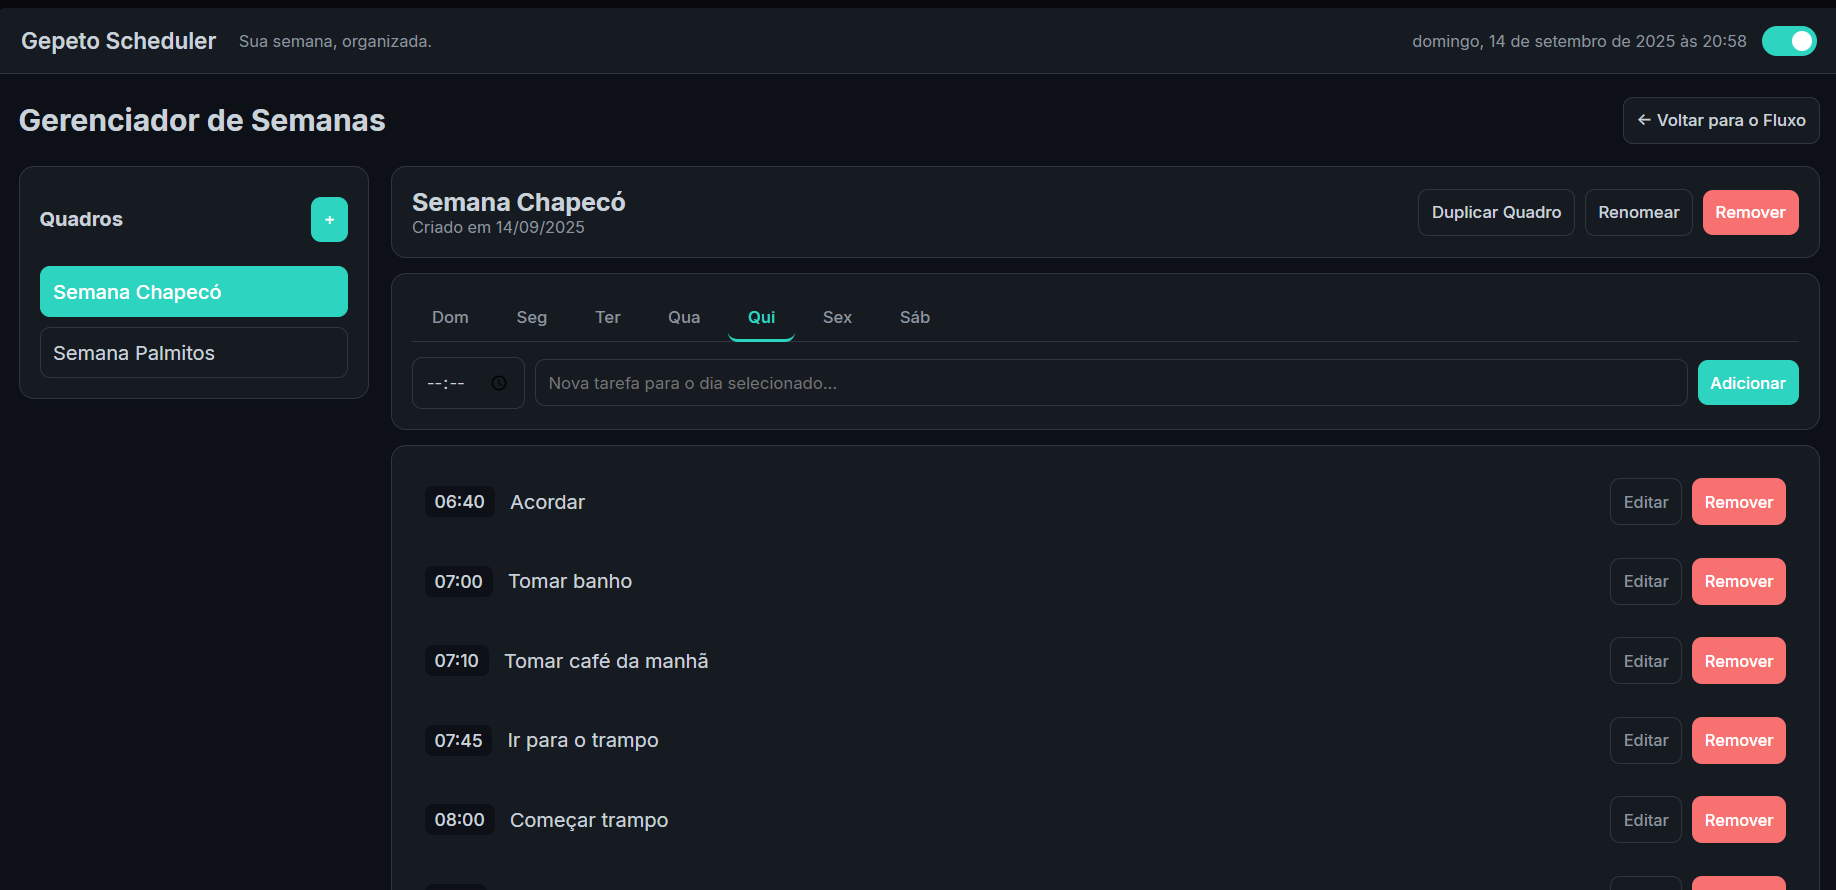 Gepeto Scheduler Sua semana, organizada. domingo, 14 de setembro de 2025 às 20:58
Gerenciador de Semanas
← Voltar para o Fluxo
Quadros
+
Semana Chapecó
Semana Palmitos
Semana Chapecó
Criado em 14/09/2025
Duplicar Quadro Renomear Remover
Dom Seg Ter Qua Qui Sex Sáb
--:-- Nova tarefa para o dia selecionado... Adicionar
06:40 Acordar Editar Remover
07:00 Tomar banho Editar Remover
07:10 Tomar café da manhã Editar Remover
07:45 Ir para o trampo Editar Remover
08:00 Começar trampo Editar Remover